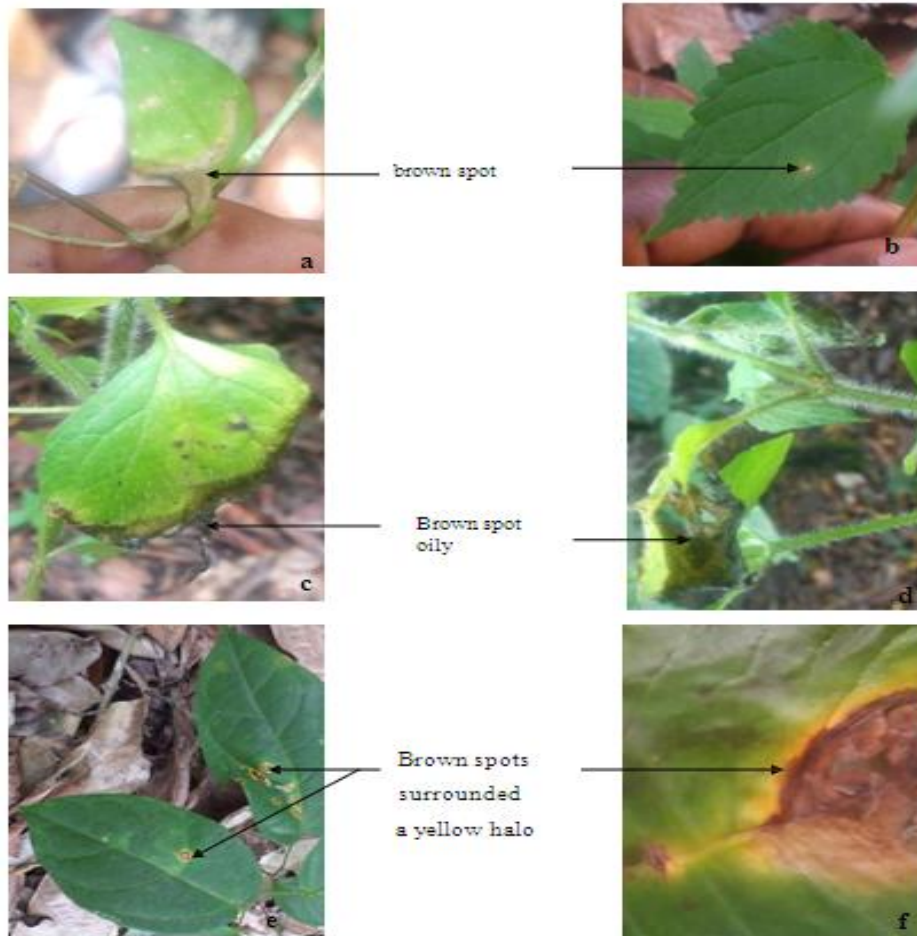 brown spot
a
b
Brown spot
oily
c
d
Brown spots
surrounded
a yellow halo
e
f